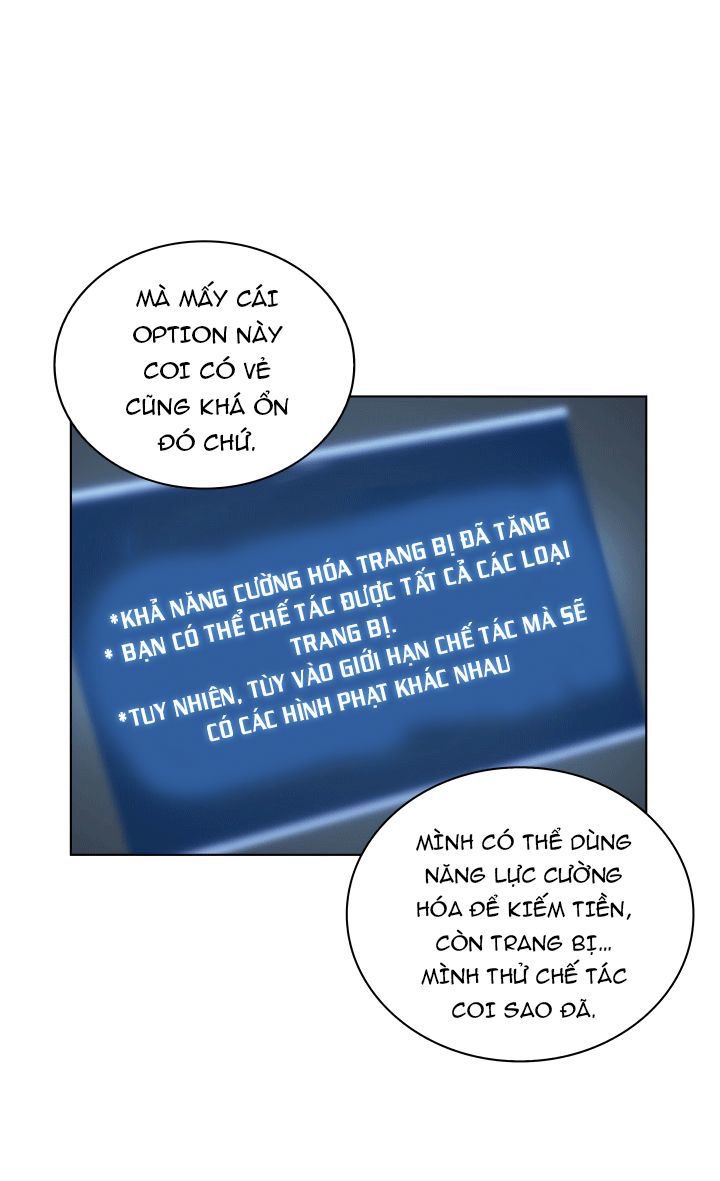 MÀ MẤY CÁI
OPTION NÀY
COI CÓ VẺ
CŨNG KHÁ ỔN
ĐÓ CHỨ.
*KHẢ NĂNG CƯỜNG HÓA TRANG BỊ ĐÃ TĂNG
* BẠN CÓ THỂ CHẾ TÁC ĐƯỢC TẤT CẢ CÁC LOẠI
TRANG BỊ.
*TUY NHIÊN, TÙY VÀO GIỚI HẠN CHẾ TÁC MÀ SẼ
CÓ CÁC HÌNH PHẠT KHÁC NHAU
MÌNH CÓ THỂ DÙNG
NĂNG LỰC CƯỜNG
HÓA ĐỂ KIẾM TIỀN,
CÒN TRANG BỊ...
MÌNH THỬ CHẾ TÁC
COI SAO ĐÃ.